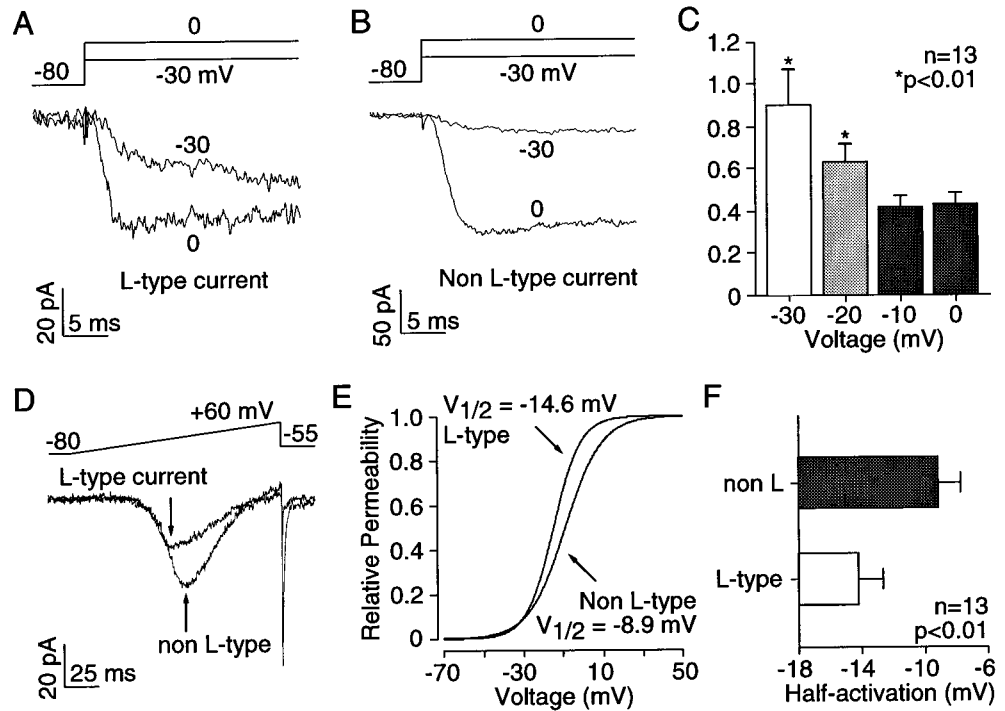 A
0
-80
-30 mV
-30
0
L-type current
20 pA
5 ms
B
0
-80
-30 mV
-30
0
Non L-type current
50 pA
5 ms
C
1.2
1.0
0.8
0.6
0.4
0.2
0
*
*
n=13
*p<0.01
-30 -20 -10 0
Voltage (mV)
D
+60 mV
-80
-55
L-type current
non L-type
20 pA
25 ms
E
V1/2 = -14.6 mV
L-type
Relative Permeability
1.0
0.8
0.6
0.4
0.2
0
Non L-type
V1/2 = -8.9 mV
-70 -30 10 50
Voltage (mV)
F
non L
L-type
n=13
p<0.01
-18 -14 -10 -6
Half-activation (mV)